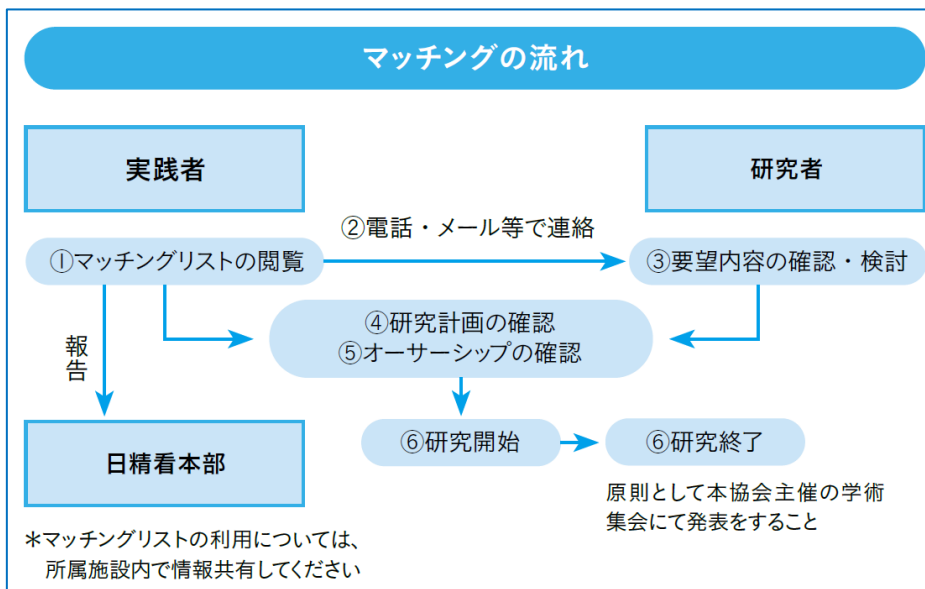 マッチングの流れ
実践者
研究者
②電話・メール等で連絡
①マッチングリストの閲覧
③要望内容の確認・検討
④研究計画の確認
⑤オーサーシップの確認
報告
日精看本部
⑥研究開始
⑥研究終了
原則として本協会主催の学術
集会にて発表をすること
＊マッチングリストの利用については、
所属施設内で情報共有してください